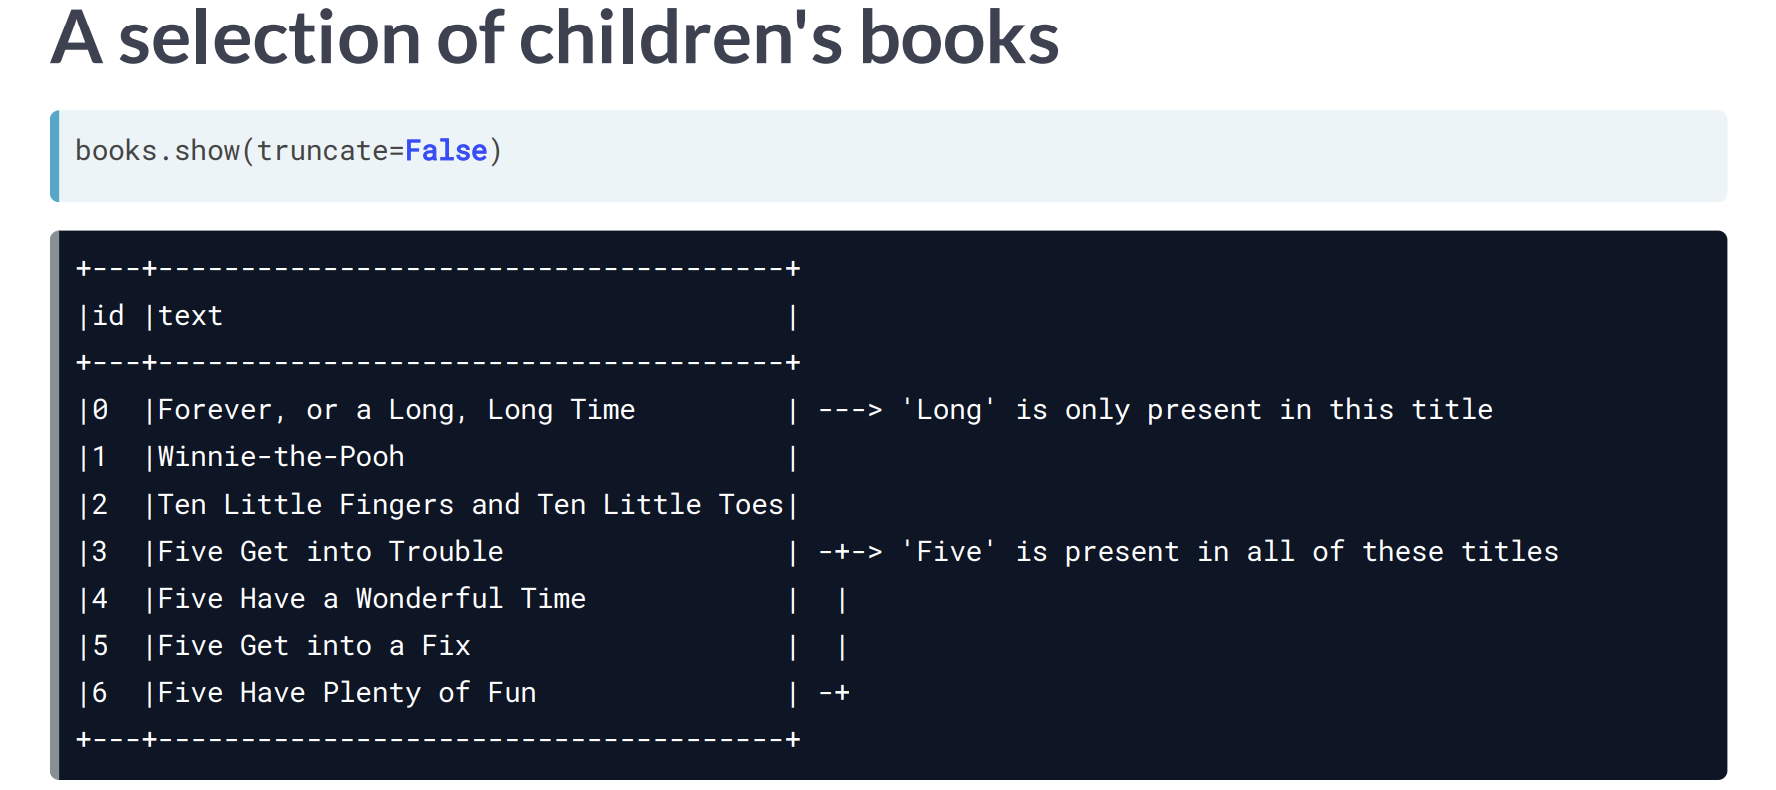 A selection of children's books
books.show(truncate=False)
+---+--------------------------------------+
|id |text                                  |
+---+--------------------------------------+
|0  |Forever, or a Long, Long Time         | ---> 'Long' is only present in this title
|1  |Winnie-the-Pooh                       |
|2  |Ten Little Fingers and Ten Little Toes|
|3  |Five Get into Trouble                 | -+-> 'Five' is present in all of these titles
|4  |Five Have a Wonderful Time            |  |
|5  |Five Get into a Fix                   |  |
|6  |Five Have Plenty of Fun               | -+
+---+--------------------------------------+